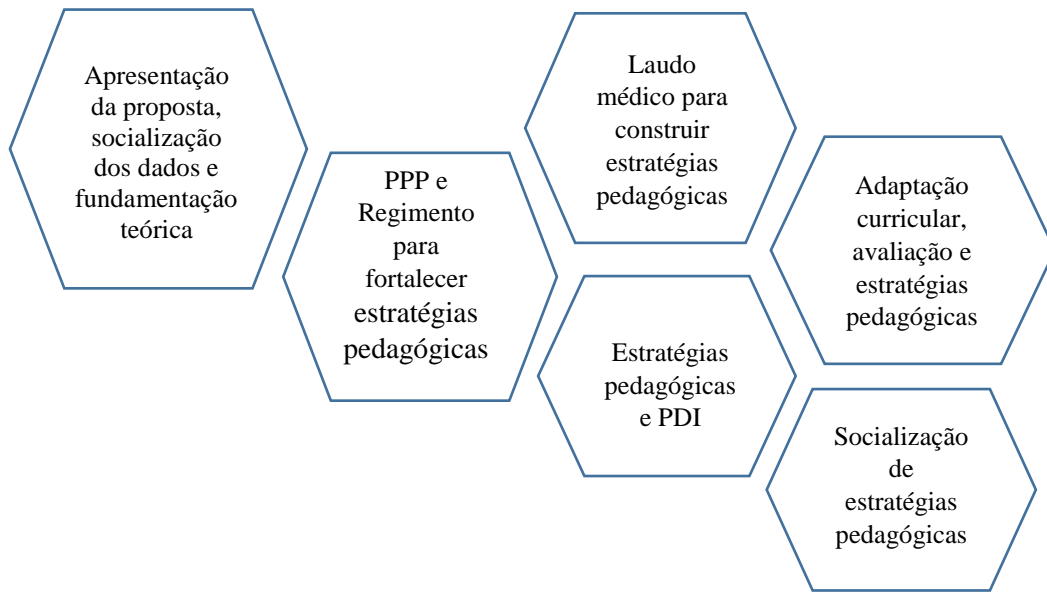 Apresentação
da proposta,
socialização
dos dados e
fundamentação
teórica
PPP e
Regimento
para
fortalecer
estratégias
pedagógicas
Laudo
médico para
construir
estratégias
pedagógicas
Estratégias
pedagógicas
e PDI
Adaptação
curricular,
avaliação e
estratégias
pedagógicas
Socialização
de
estratégias
pedagógicas